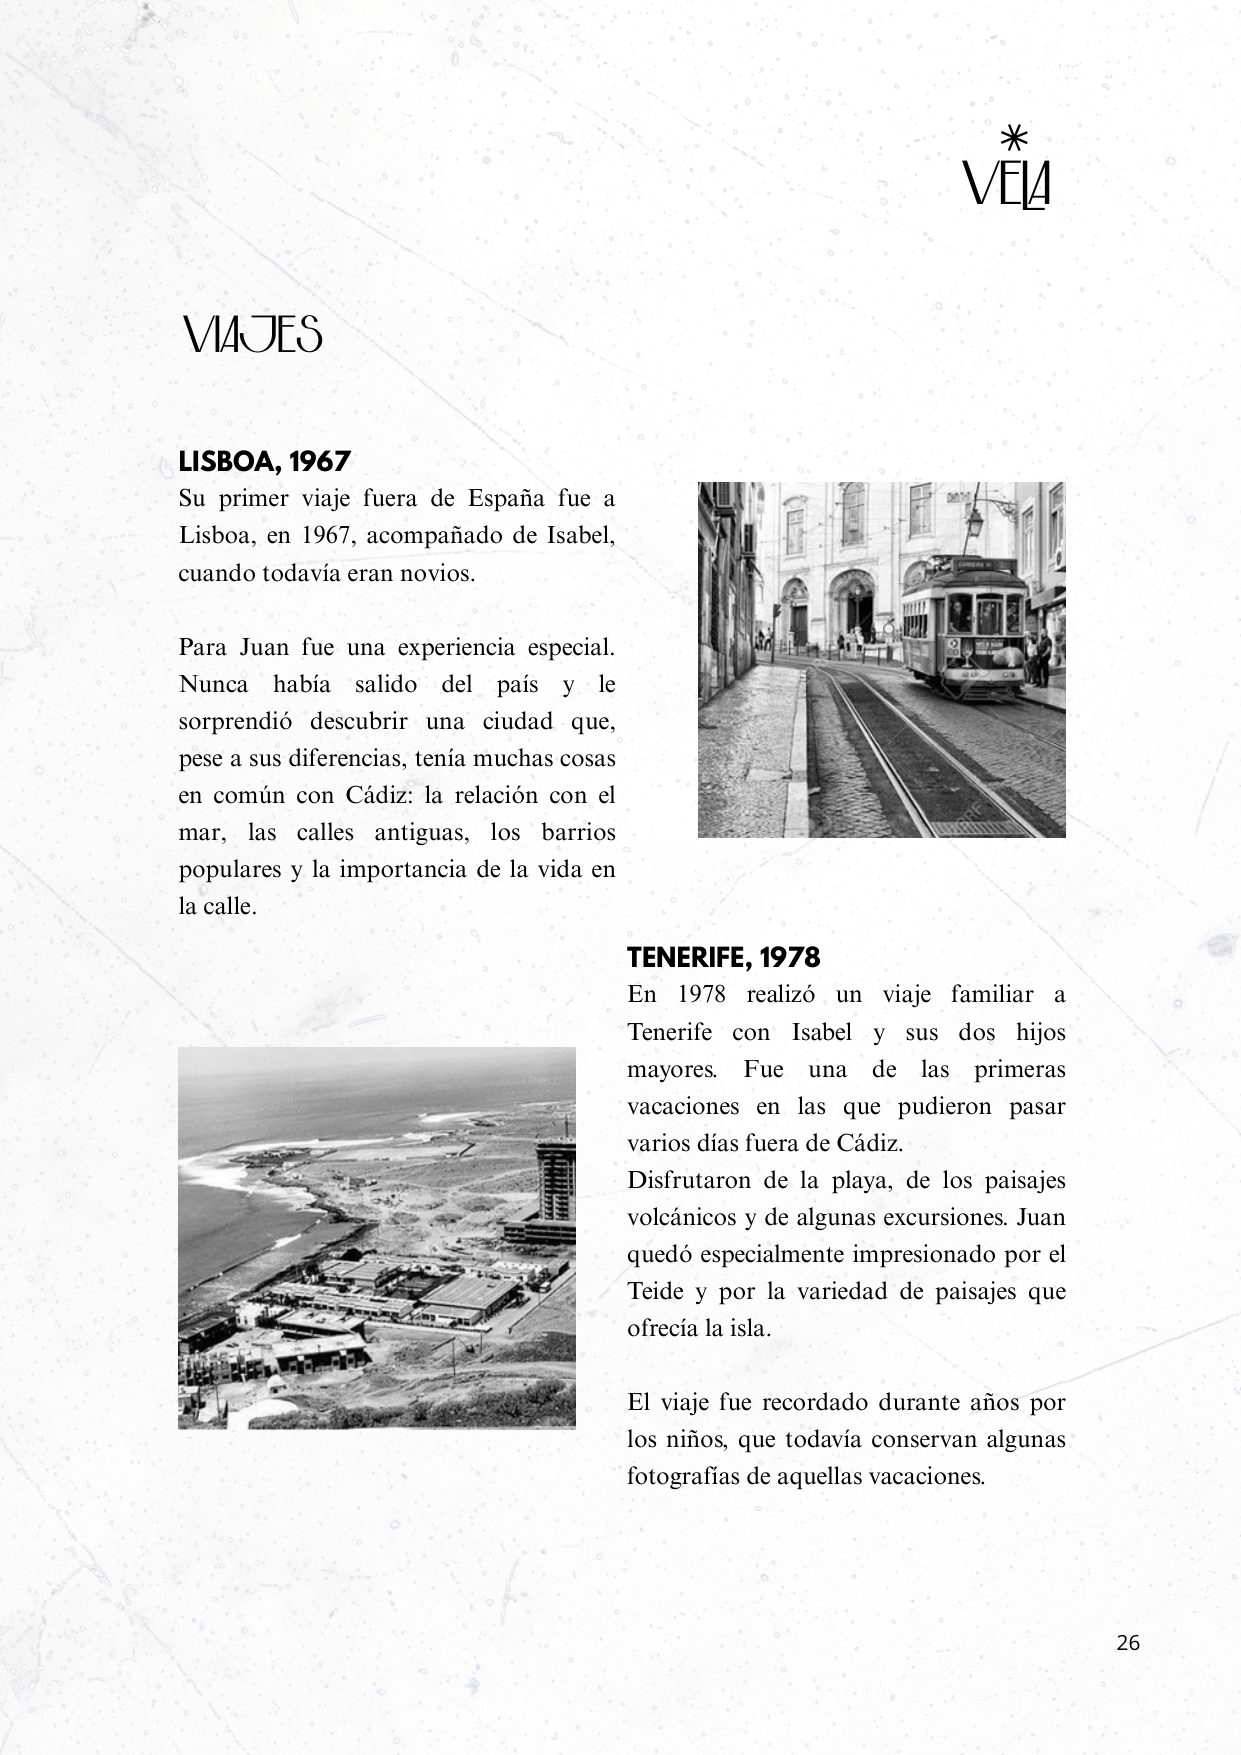 VELA
VIAJES
LISBOA, 1967
Su primer viaje fuera de España fue a
Lisboa, en 1967, acompañado de Isabel,
cuando todavía eran novios.
Para Juan fue una experiencia especial.
Nunca había salido del país y le
sorprendió descubrir una ciudad que,
pese a sus diferencias, tenía muchas cosas
en común con Cádiz: la relación con el
mar, las calles antiguas, los barrios
populares y la importancia de la vida en
la calle.
CARREIRA Nº
TENERIFE, 1978
En 1978 realizó un viaje familiar a
Tenerife con Isabel y sus dos hijos
mayores. Fue una de las primeras
vacaciones en las que pudieron pasar
varios días fuera de Cádiz.
Disfrutaron de la playa, de los paisajes
volcánicos y de algunas excursiones. Juan
quedó especialmente impresionado por el
Teide y por la variedad de paisajes que
ofrecía la isla.
El viaje fue recordado durante años por
los niños, que todavía conservan algunas
fotografías de aquellas vacaciones.
26